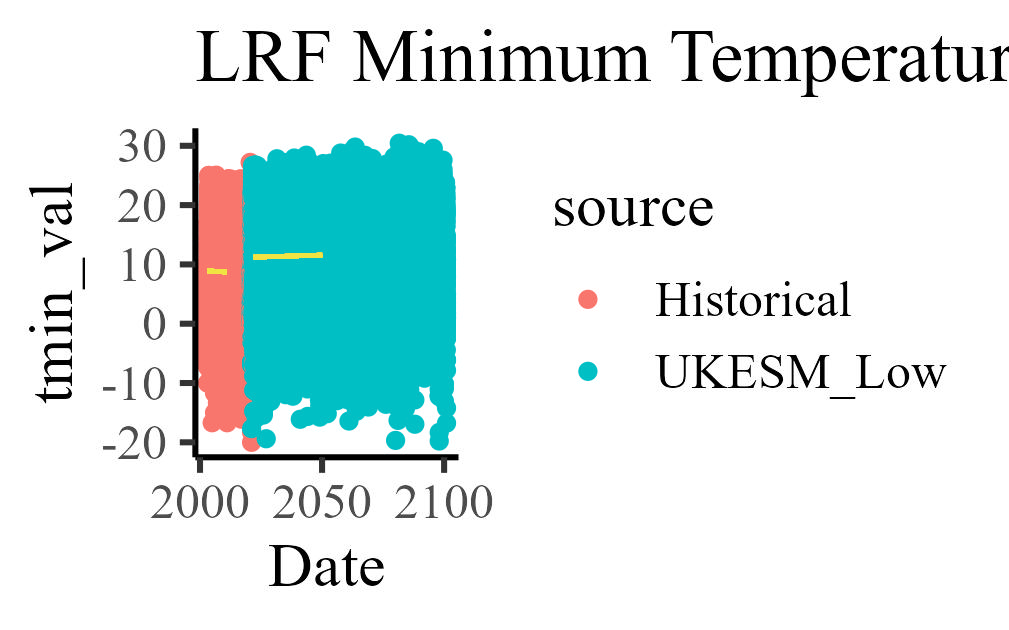 LRF Minimum Temperatur
tmin_val
30
20
10
0
-10
-20
2000 2050 2100
Date
source
Historical
UKESM_Low